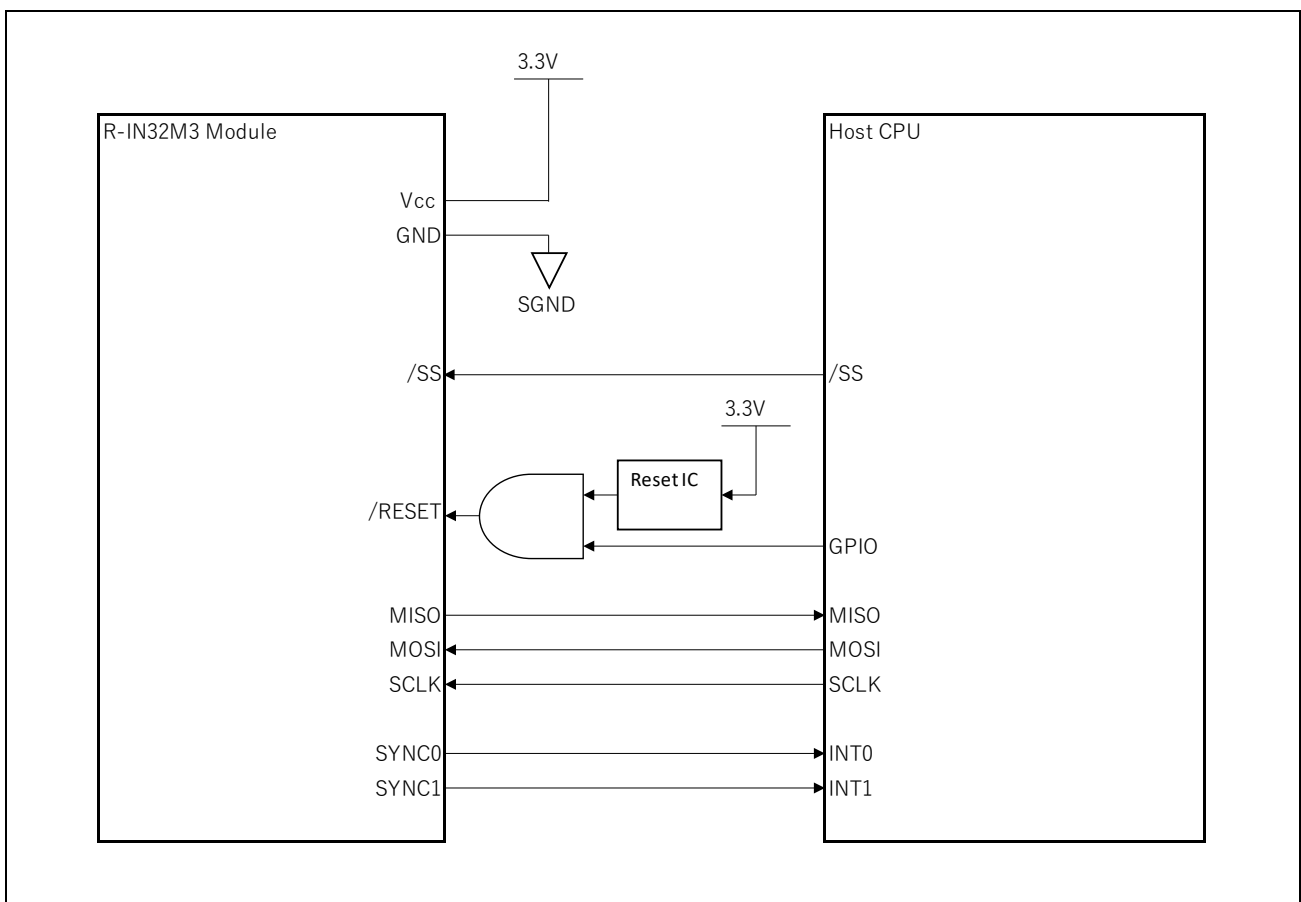 3.3V
R-IN32M3 Module
Host CPU
Vcc
GND
SGND
/SS
/SS
3.3V
Reset IC
/RESET
GPIO
MISO
MISO
MOSI
MOSI
SCLK
SCLK
SYNC0
INT0
SYNC1
INT1